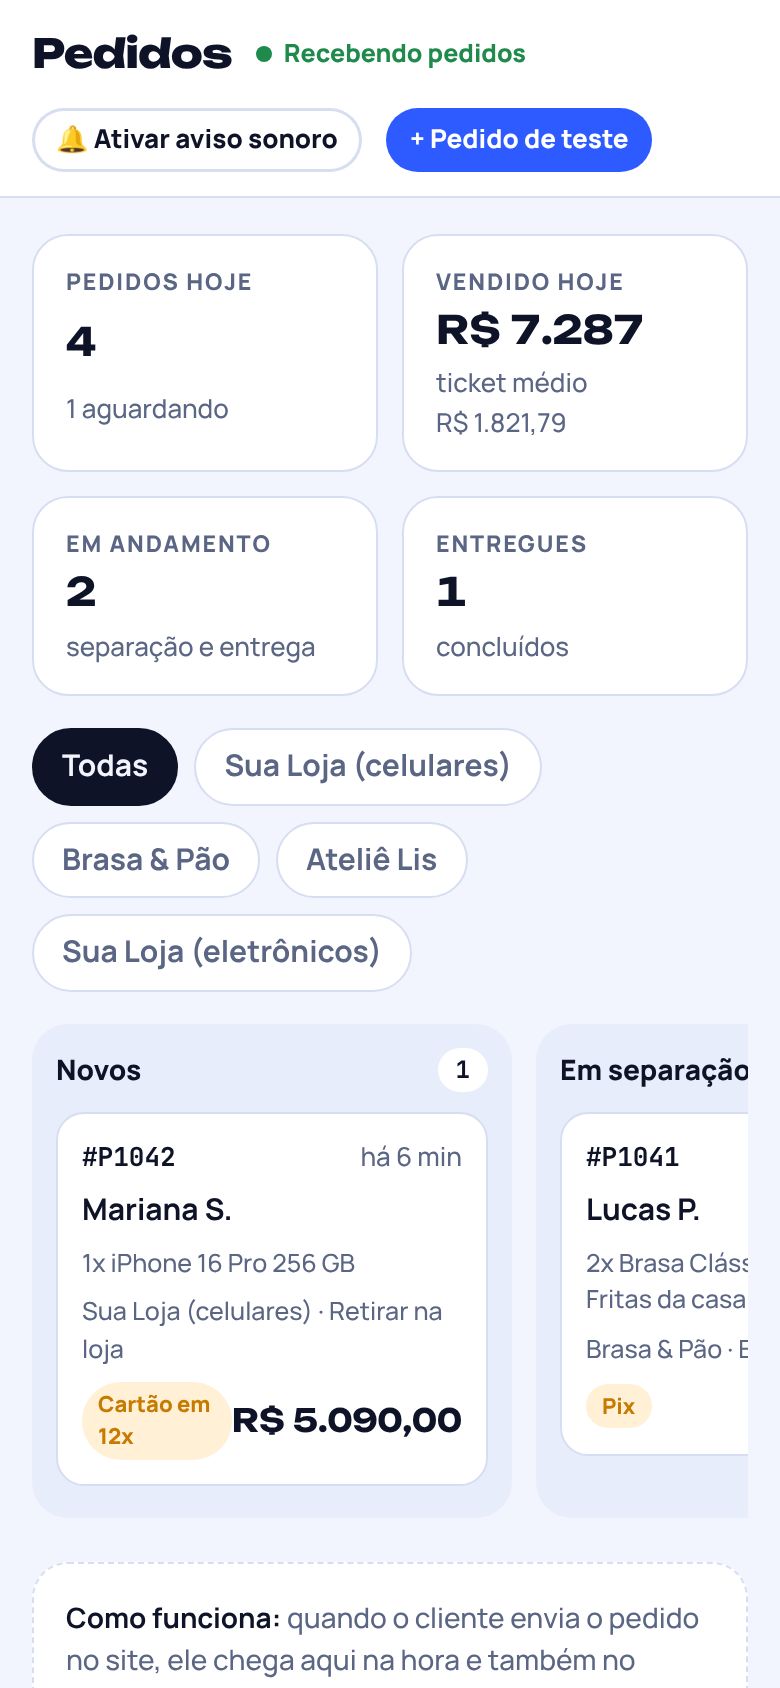 Pedidos
Recebendo pedidos
🔔 Ativar aviso sonoro
+ Pedido de teste
PEDIDOS HOJE
4
1 aguardando
VENDIDO HOJE
R$ 7.287
ticket médio
R$ 1.821,79
EM ANDAMENTO
2
separação e entrega
ENTREGUES
1
concluídos
Todas
Sua Loja (celulares)
Brasa & Pão
Ateliê Lis
Sua Loja (eletrônicos)
Novos
1
#P1042
há 6 min
Mariana S.
1x iPhone 16 Pro 256 GB
Sua Loja (celulares) · Retirar na
loja
Cartão em
12x
R$ 5.090,00
Em separação
#P1041
Lucas P.
2x Brasa
Fritas da casa
Brasa & Pão ·
Pix
Como funciona: quando o cliente envia o pedido
no site, ele chega aqui na hora e também no